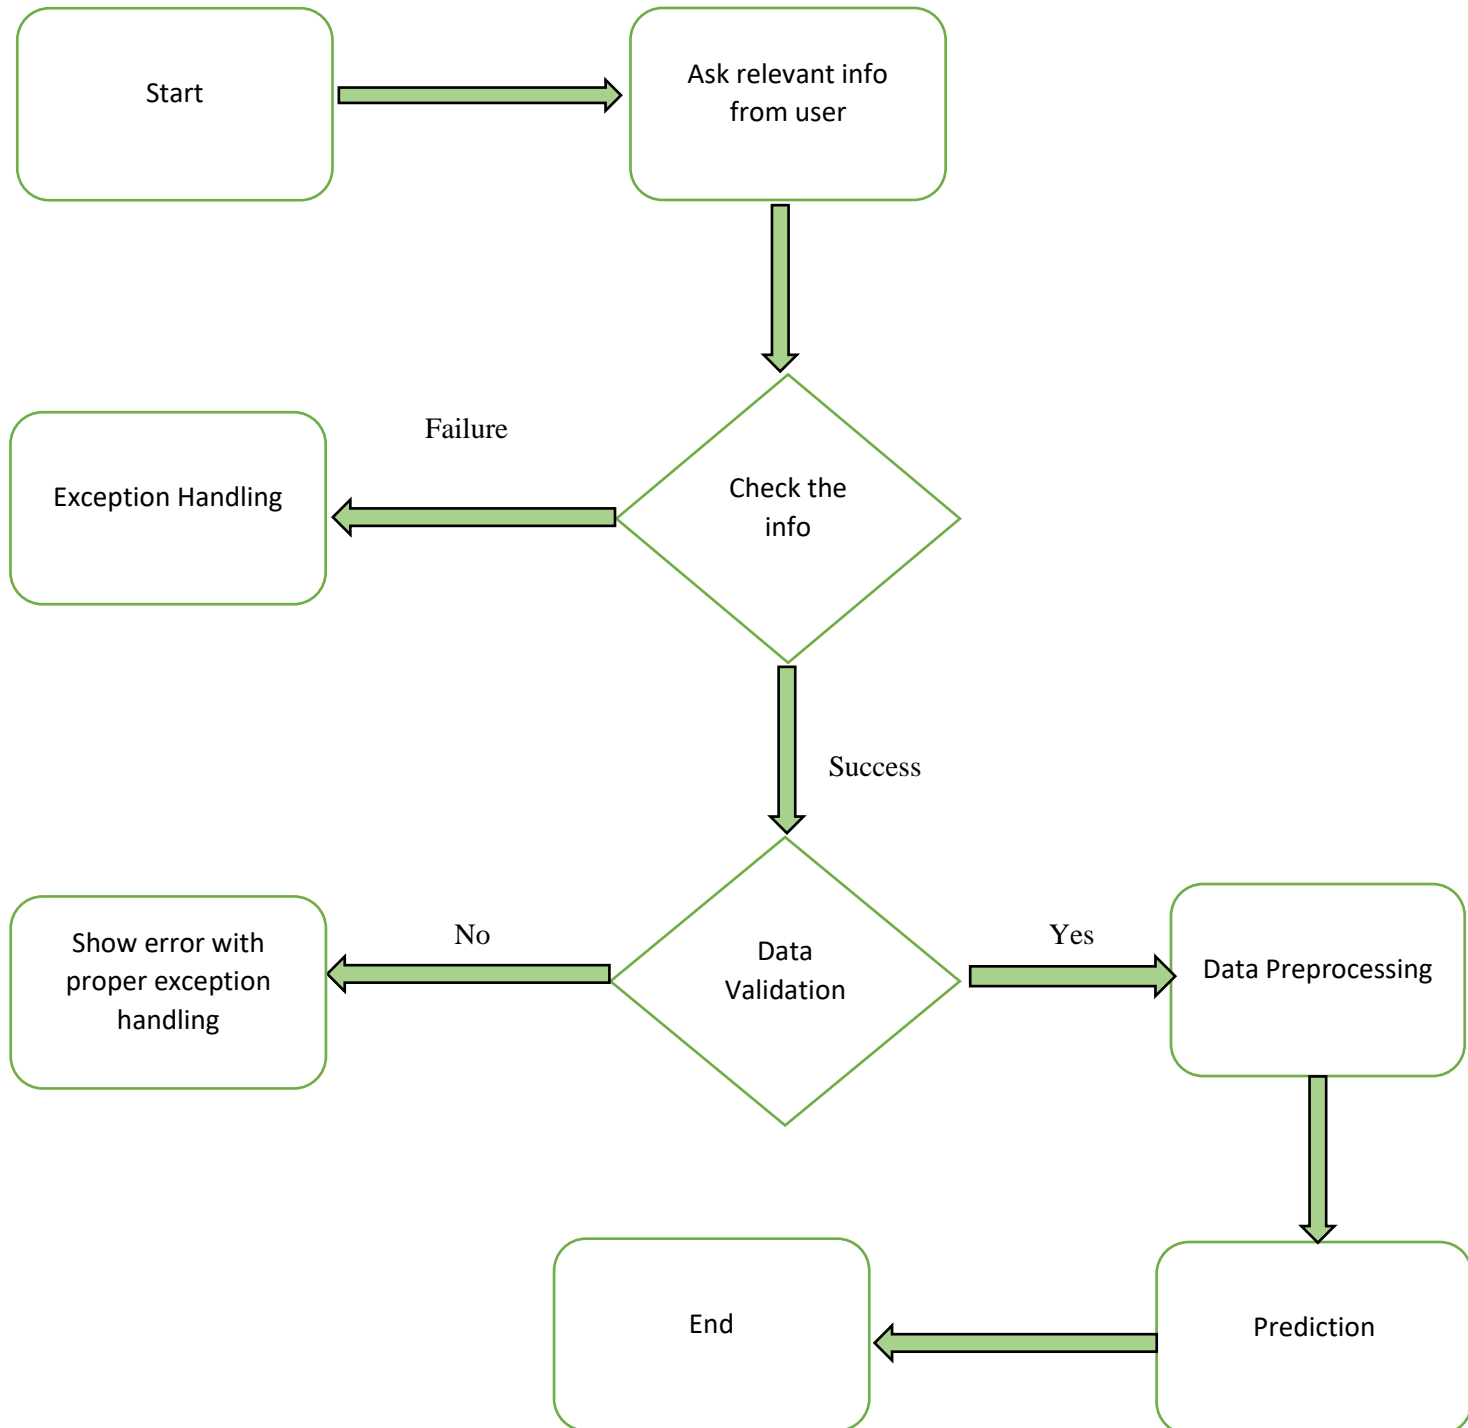 Start
Ask relevant info
from user
Failure
Exception Handling
Check the
info
Success
Show error with
proper exception
handling
No
Data
Validation
Yes
Data Preprocessing
End
Prediction